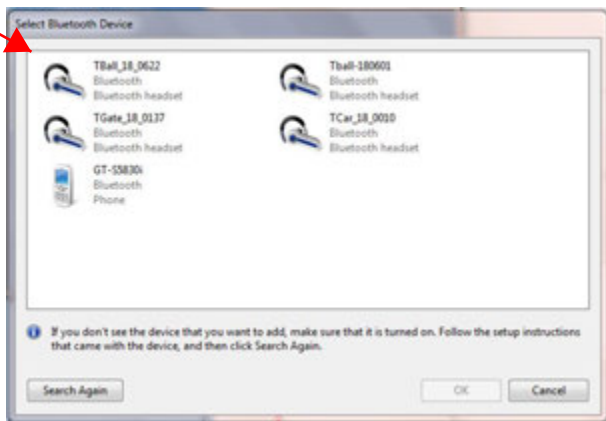 Select Bluetooth Device
TBall_18_0622
Bluetooth
Bluetooth headset
Tball-180601
Bluetooth
Bluetooth headset
TGate_18_0137
Bluetooth
Bluetooth headset
TCar_18_0010
Bluetooth
Bluetooth headset
GT-S5830i
Bluetooth
Phone
If you don't see the device that you want to add, make sure that it is turned on. Follow the setup instructions
that came with the device, and then click Search Again.
Search Again
OK
Cancel